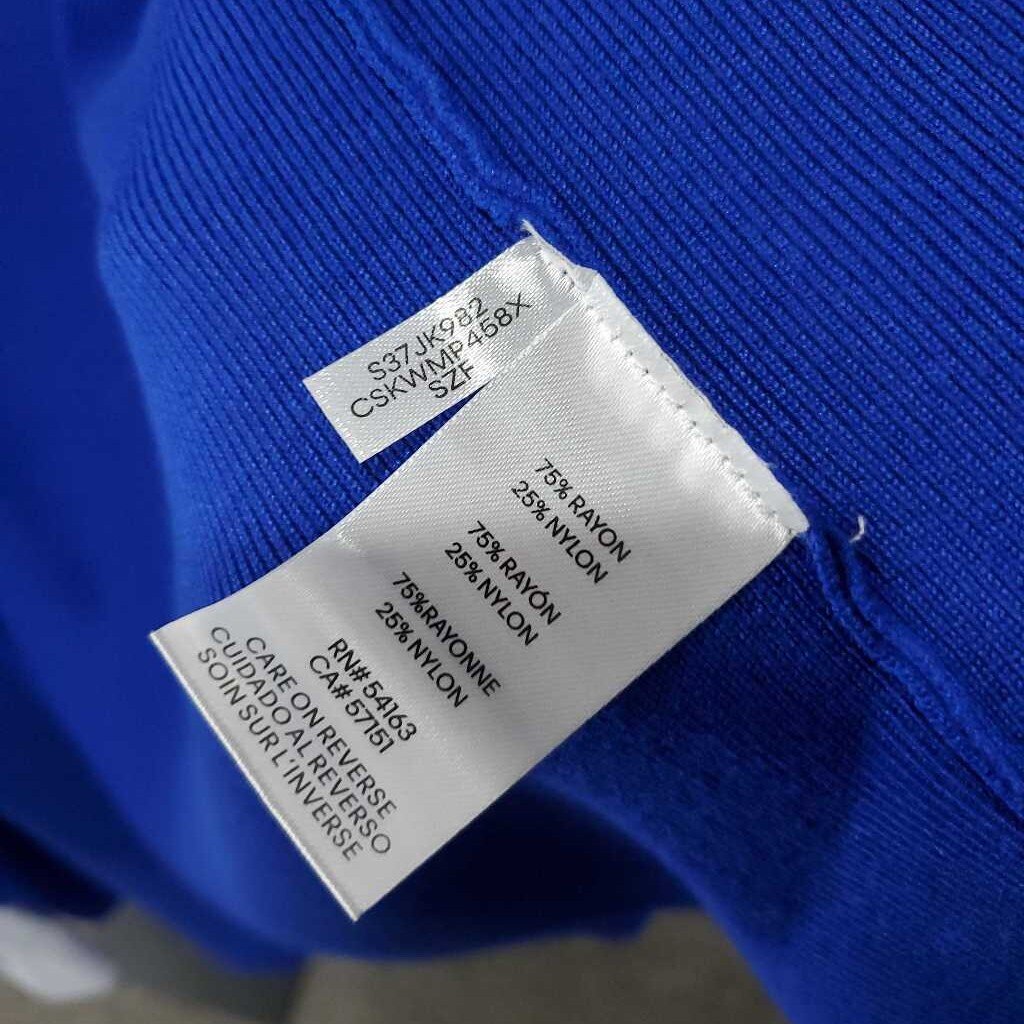 S37JK982
CSKWMP458X
SZF
75% RAYON
25% NYLON
75% RAYÓN
25% NYLON
75%RAYONNE
25% NYLON
RN# 54163
CA# 57151
CARE ON REVERSE
CUIDADO AL REVERSO
SOIN SUR L'INVERSE